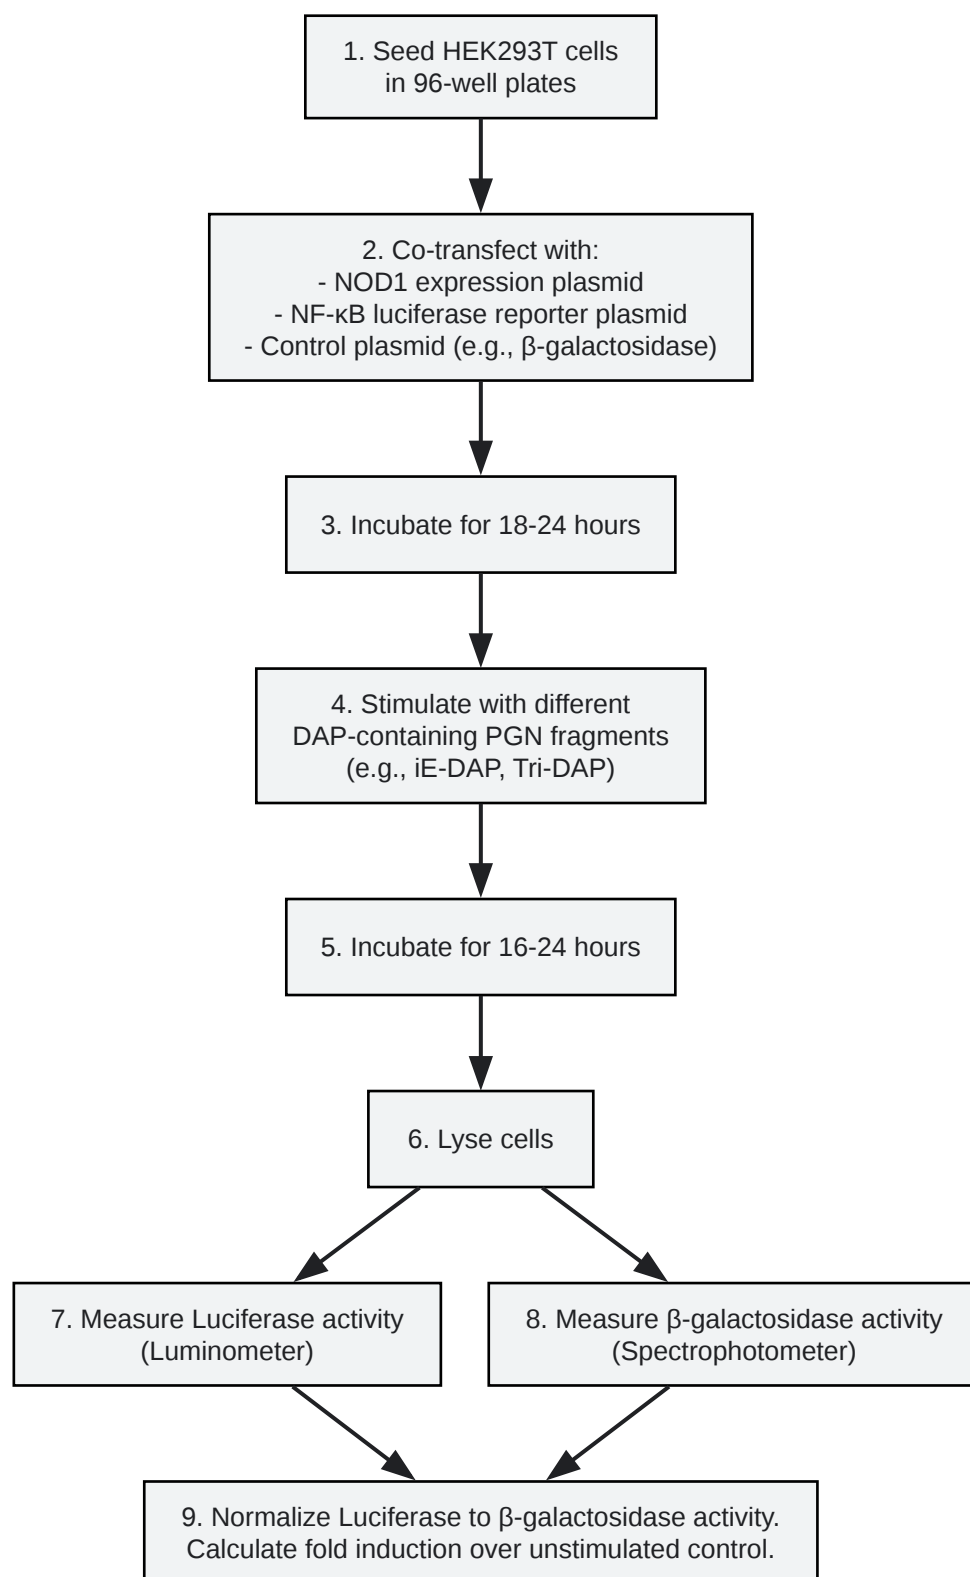 1. Seed HEK293T cells
in 96-well plates
2. Co-transfect with:
- NOD1 expression plasmid
- NF-κB luciferase reporter plasmid
- Control plasmid (e.g., β-galactosidase)
3. Incubate for 18-24 hours
4. Stimulate with different
DAP-containing PGN fragments
(e.g., iE-DAP, Tri-DAP)
5. Incubate for 16-24 hours
6. Lyse cells
7. Measure Luciferase activity
(Luminometer)
8. Measure β-galactosidase activity
(Spectrophotometer)
9. Normalize Luciferase to β-galactosidase activity.
Calculate fold induction over unstimulated control.